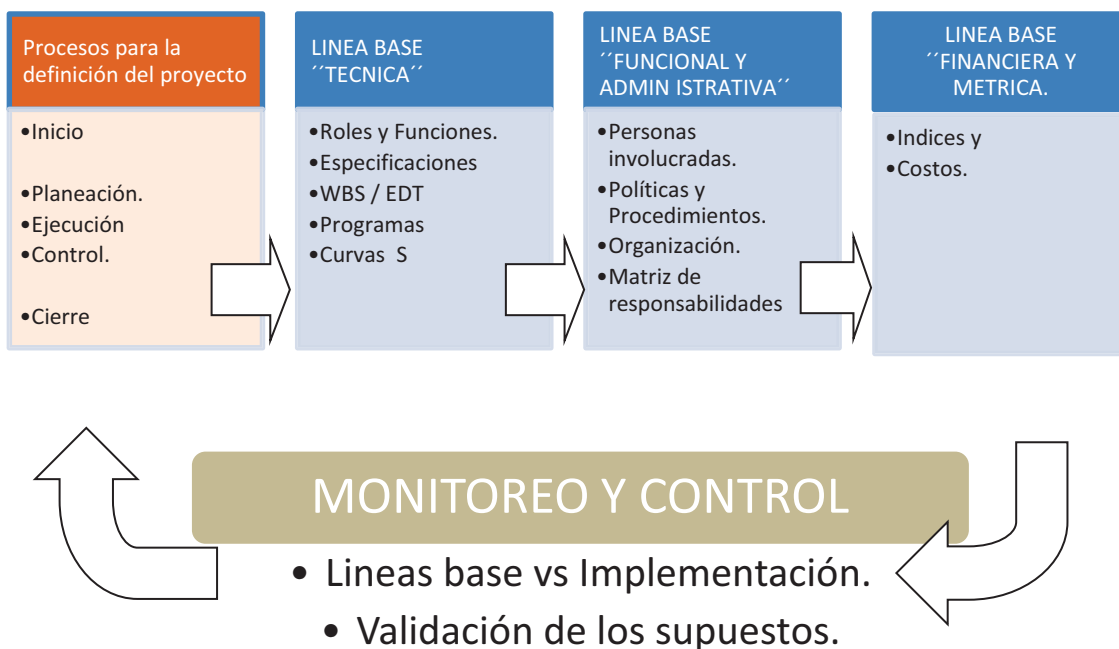 Procesos para la
definición del proyecto
•Inicio
•Planeación.
•Ejecución
•Control.
•Cierre
LINEA BASE
´´TECNICA´´
•Roles y Funciones.
•Especificaciones
•WBS / EDT
•Programas
•Curvas S
LINEA BASE
´´FUNCIONAL Y
ADMIN ISTRATIVA´´
•Personas
involucradas.
•Políticas y
Procedimientos.
•Organización.
•Matriz de
responsabilidades
LINEA BASE
´´FINANCIERA Y
METRICA.
•Indices y
•Costos.
MONITOREO Y CONTROL
• Lineas base vs Implementación.
• Validación de los supuestos.